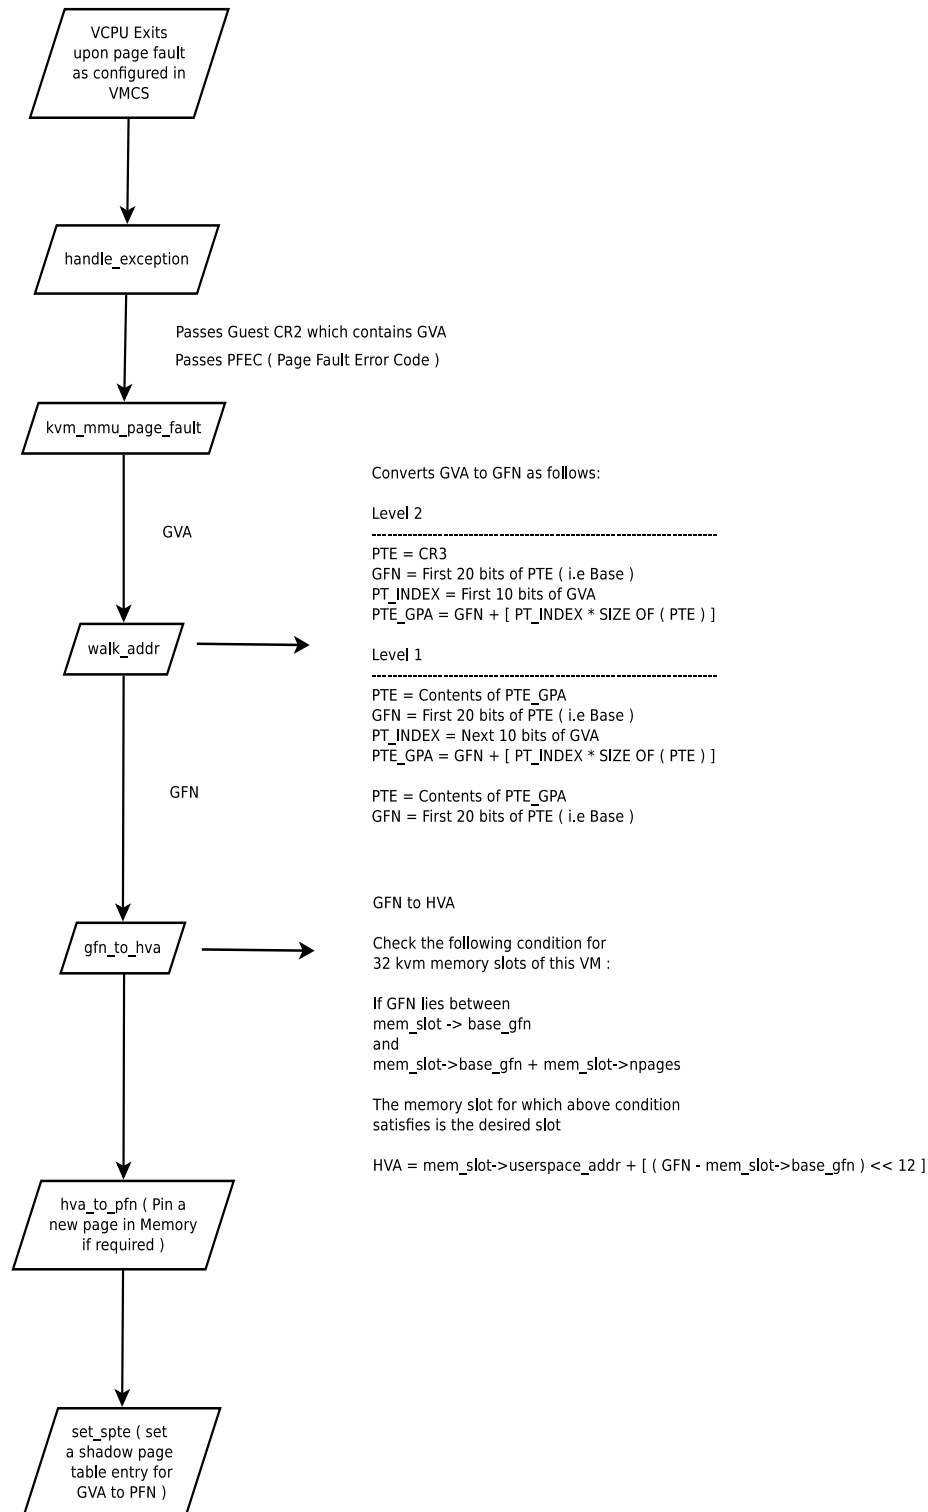 VCPU Exits
upon page fault
as configured in
VMCS
handle_exception
Passes Guest CR2 which contains GVA
Passes PFEC ( Page Fault Error Code )
kvm_mmu_page_fault
GVA
Converts GVA to GFN as follows:
Level 2
--------------------------------------------------------------------------------
PTE = CR3
GFN = First 20 bits of PTE ( i.e Base )
PT_INDEX = First 10 bits of GVA
PTE_GPA = GFN + [ PT_INDEX * SIZE OF ( PTE ) ]
walk_addr
Level 1
--------------------------------------------------------------------------------
PTE = Contents of PTE_GPA
GFN = First 20 bits of PTE ( i.e Base )
PT_INDEX = Next 10 bits of GVA
PTE_GPA = GFN + [ PT_INDEX * SIZE OF ( PTE ) ]
PTE = Contents of PTE_GPA
GFN = First 20 bits of PTE ( i.e Base )
GFN
gfn_to_hva
GFN to HVA
Check the following condition for
32 kvm memory slots of this VM :
If GFN lies between
mem_slot -> base_gfn
and
mem_slot->base_gfn + mem_slot->npages
The memory slot for which above condition
satisfies is the desired slot
HVA = mem_slot->userspace_addr + [ ( GFN - mem_slot->base_gfn ) << 12 ]
hva_to_pfn ( Pin a
new page in Memory
if required )
set_spte ( set
a shadow page
table entry for
GVA to PFN )